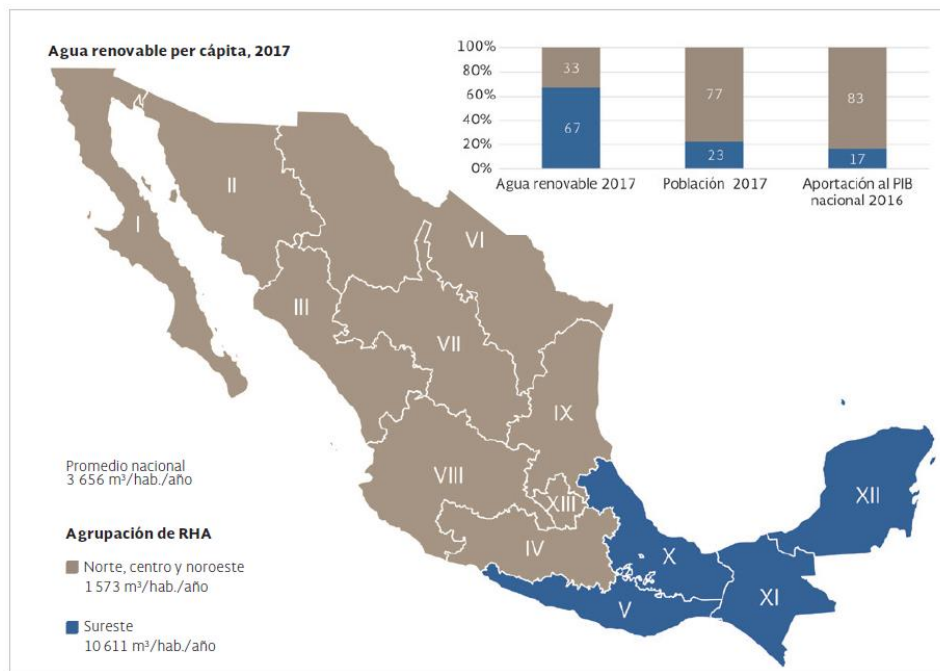 Agua renovable per cápita, 2017
100%
80%
60%
40%
20%
0%
33
67
77
23
83
17
Agua renovable 2017
Población 2017
Aportación al PIB
nacional 2016
I
II
III
VI
VII
IX
VIII
XIII
IV
X
V
XI
XII
Promedio nacional
3 656 m³/hab./año
Agrupación de RHA
Norte, centro y noroeste
1 573 m³/hab./año
Sureste
10 611 m³/hab./año